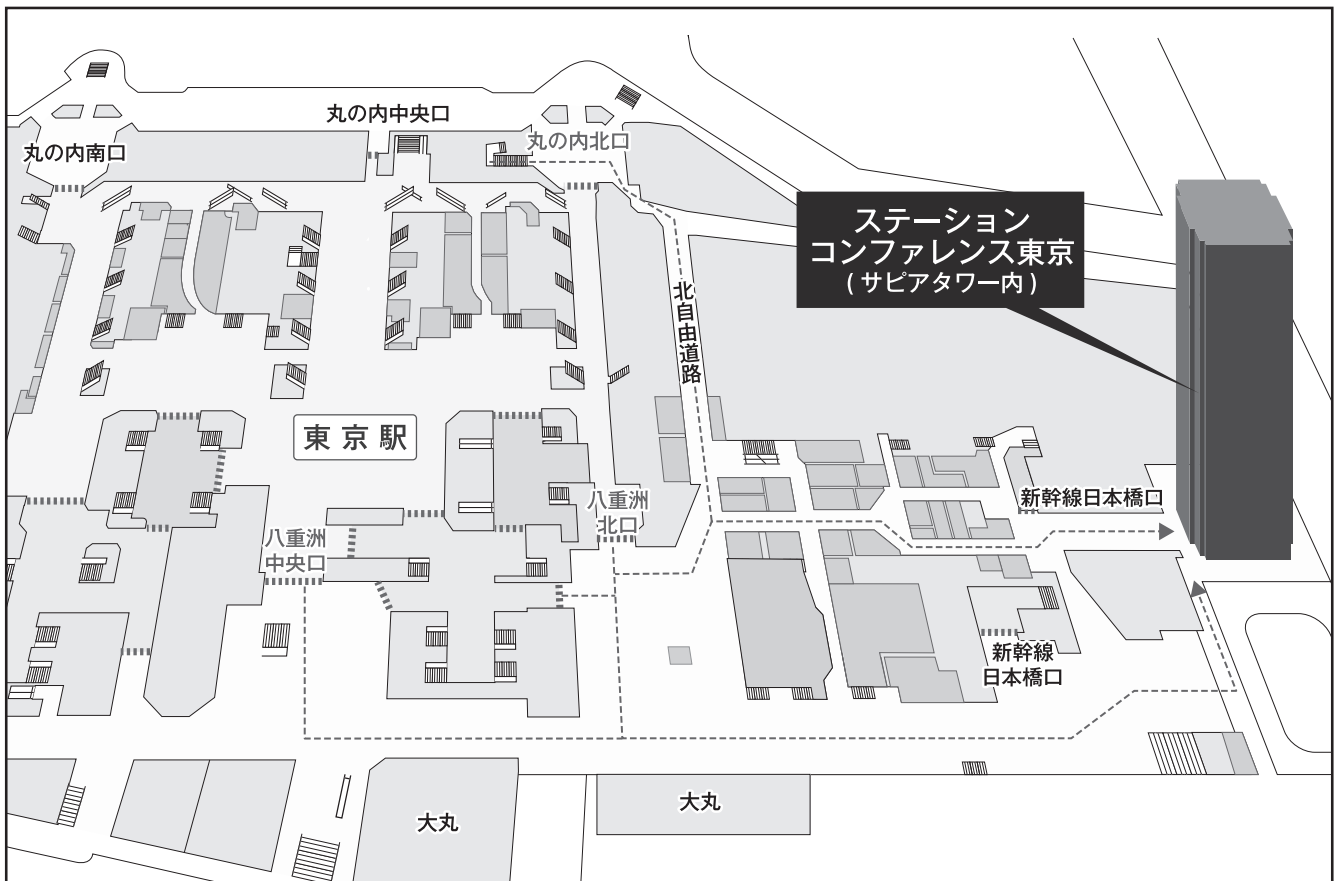 丸の内中央口
丸の内北口
丸の内南口
ステーション
コンファレンス東京
(サピアタワー内)
北自由道路
東京駅
新幹線日本橋口
八重洲
北口
八重洲
中央口
新幹線
日本橋口
大丸
大丸